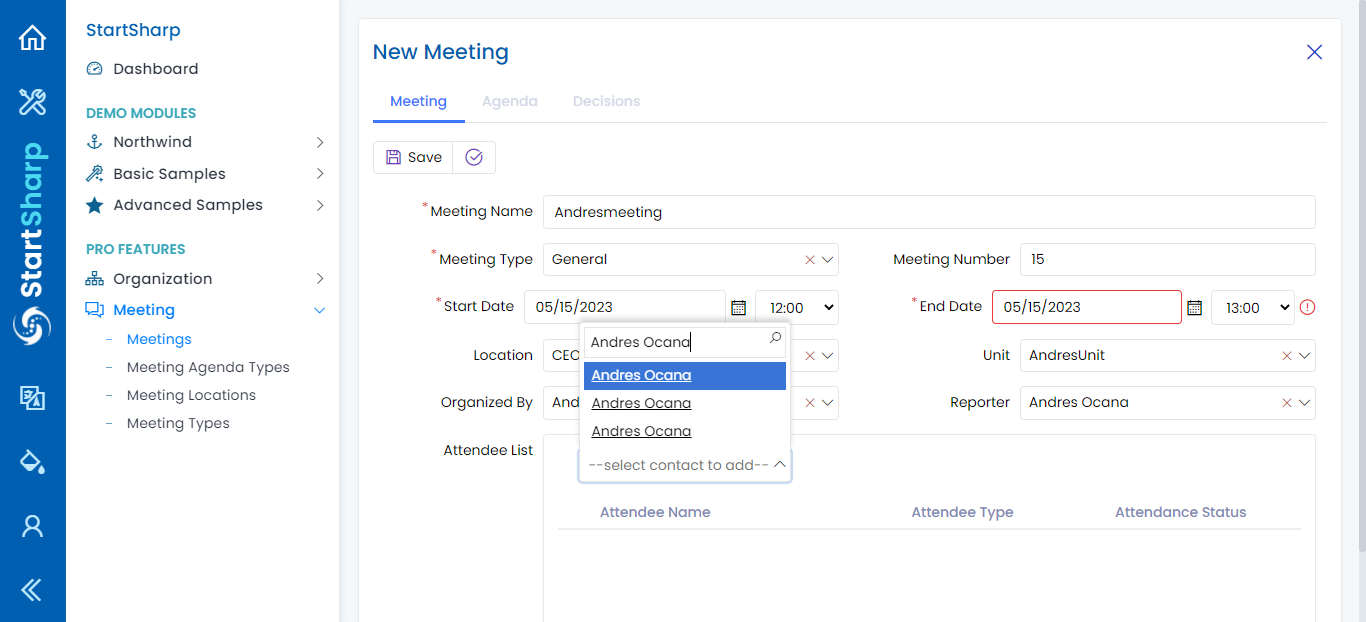 StartSharp
StartSharp
Dashboard
DEMO MODULES
Northwind
Basic Samples
Advanced Samples
PRO FEATURES
Organization
Meeting
Meetings
Meeting Agenda Types
Meeting Locations
Meeting Types
New Meeting
Meeting Agenda Decisions
Save
*Meeting Name Andresmeeting
*Meeting Type General Meeting Number 15
*Start Date 05/15/2023 12:00 *End Date 05/15/2023 13:00
Location CEO Unit AndresUnit
Organized By And Reporter Andres Ocana
Attendee List
Andres Ocana
Andres Ocana
Andres Ocana
Andres Ocana
--select contact to add--
Attendee Name Attendee Type Attendance Status